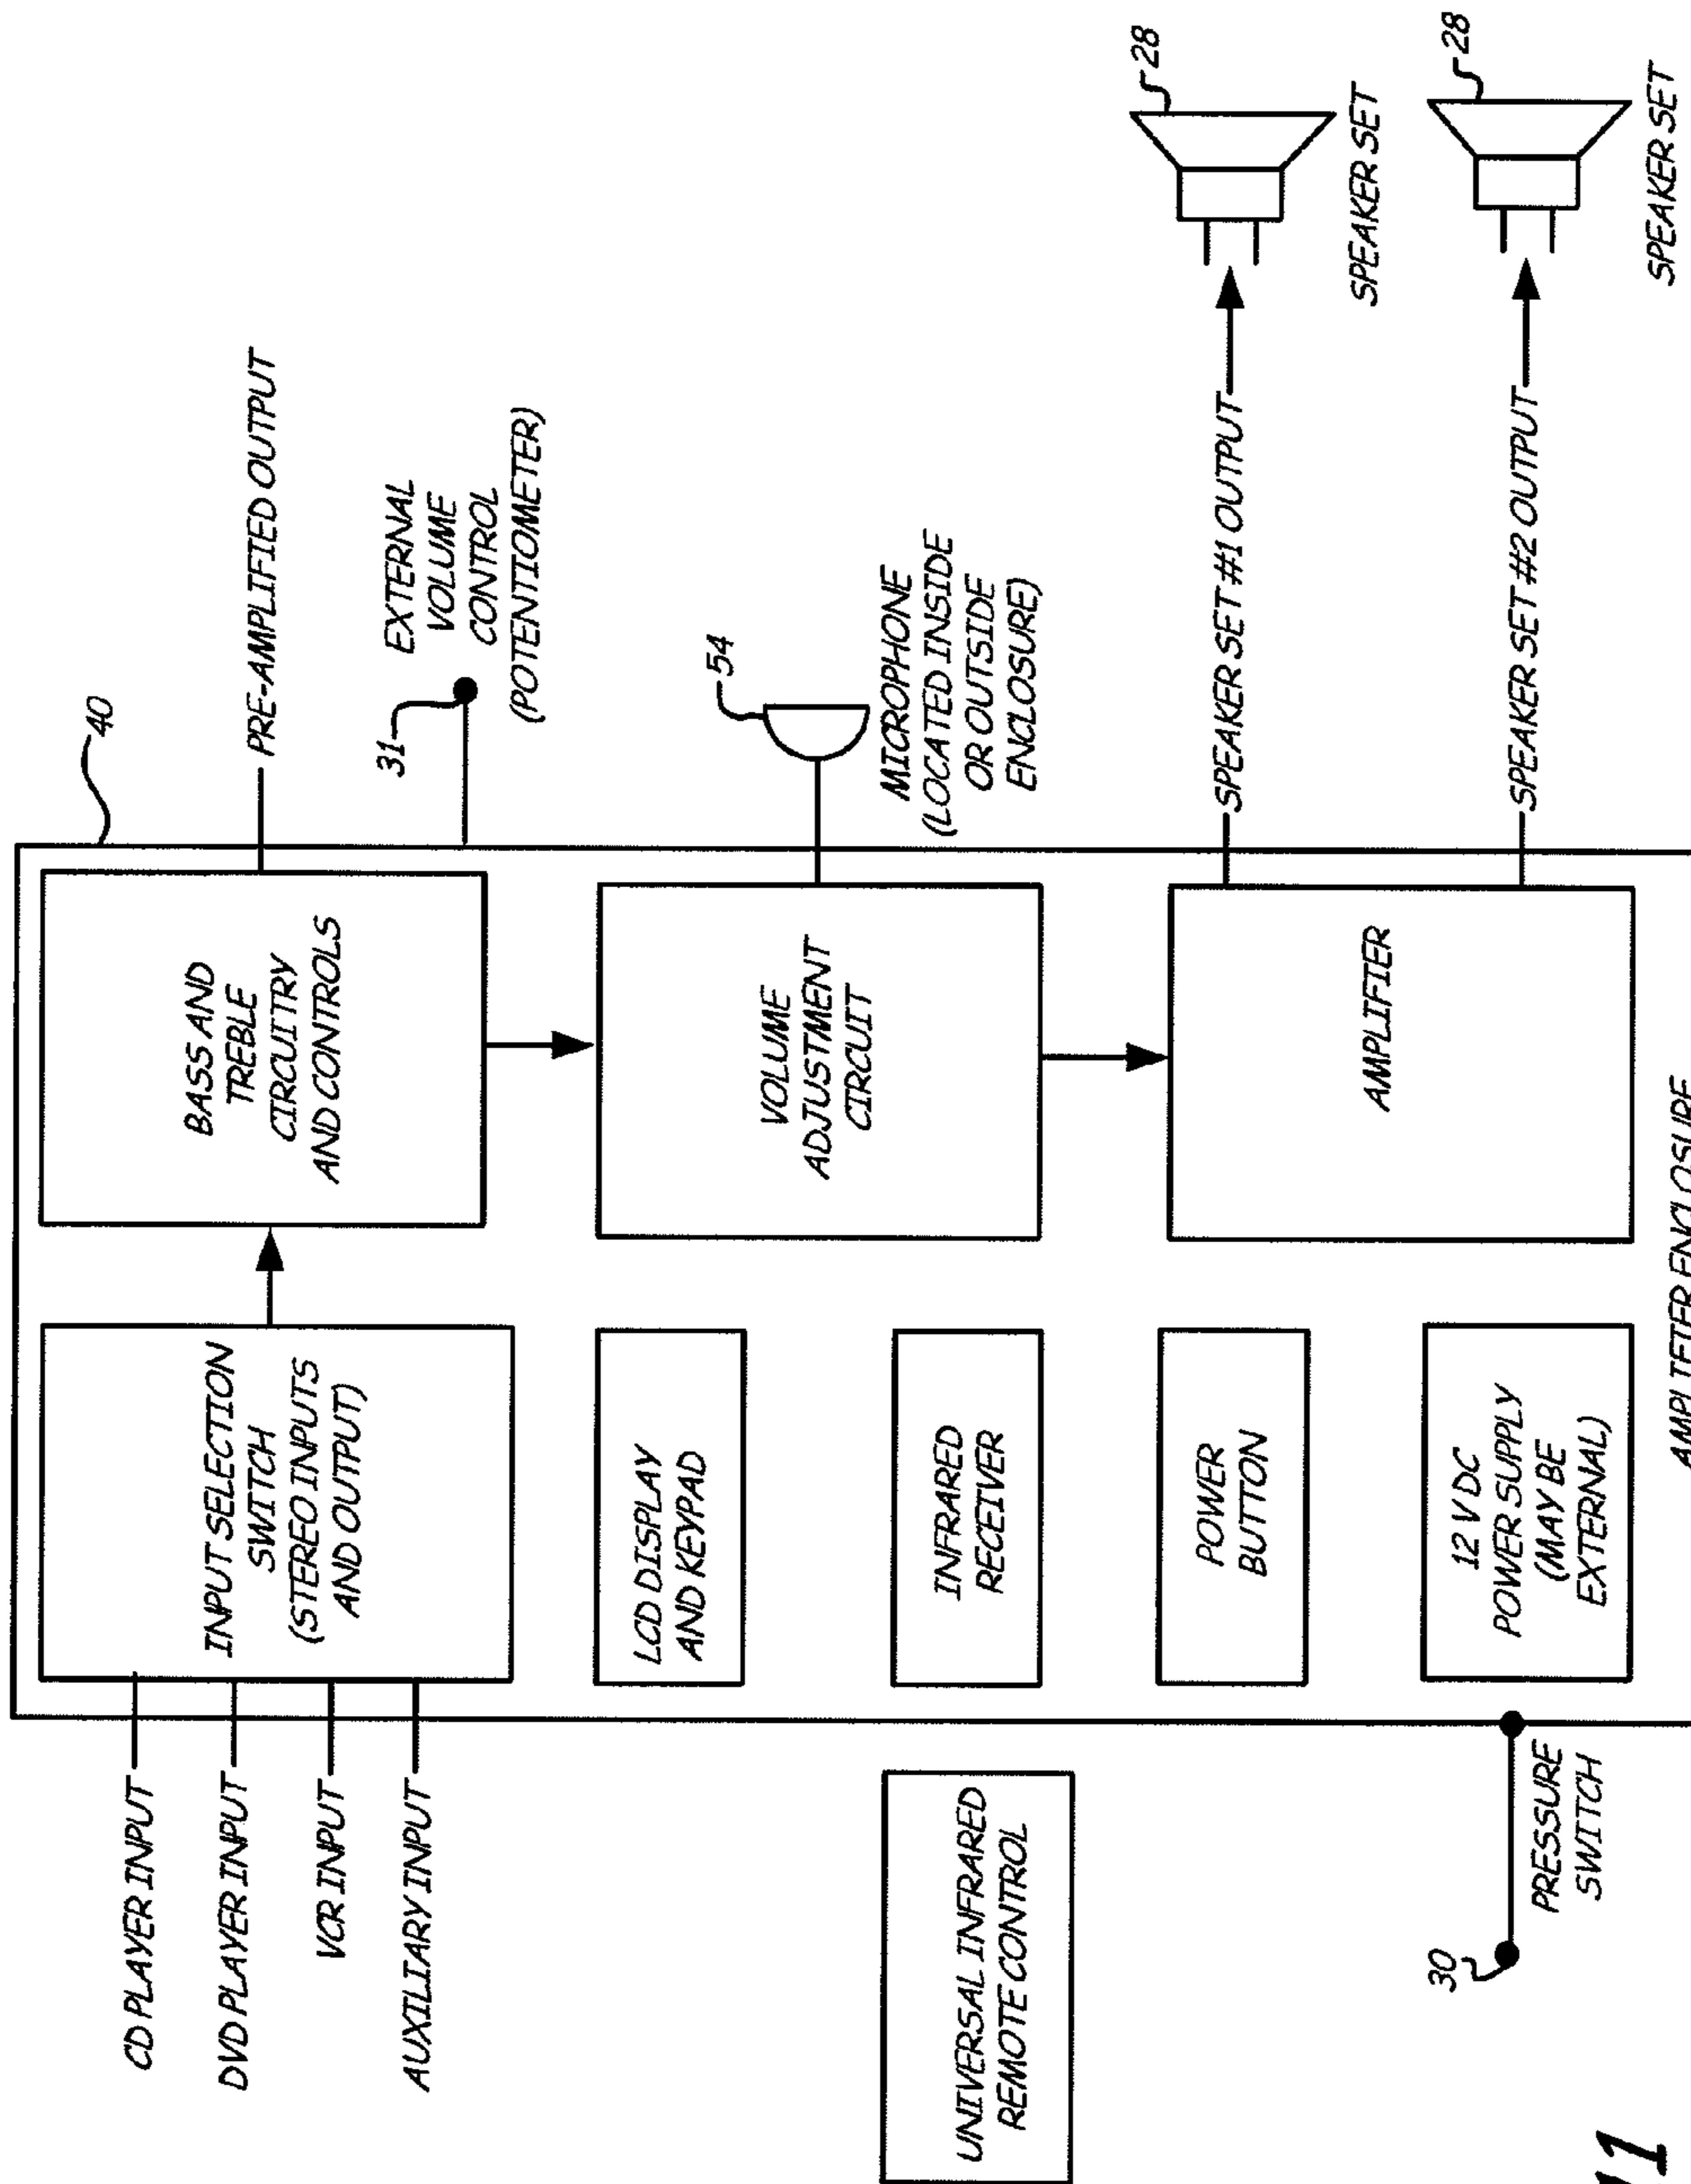 CD PLAYER INPUT
DVD PLAYER INPUT
VCR INPUT
AUXILIARY INPUT
INPUT SELECTION
SWITCH
(STEREO INPUTS
AND OUTPUT)
BASS AND
TREBLE
CIRCUITRY
AND CONTROLS
40
PRE-AMPLIFIED OUTPUT
31
EXTERNAL
VOLUME
CONTROL
(POTENTIOMETER)
LCD DISPLAY
AND KEYPAD
VOLUME
ADJUSTMENT
CIRCUIT
54
MICROPHONE
(LOCATED INSIDE
OR OUTSIDE
ENCLOSURE)
UNIVERSAL INFRARED
REMOTE CONTROL
INFRARED
RECEIVER
POWER
BUTTON
AMPLIFIER
SPEAKER SET #1 OUTPUT
28
SPEAKER SET
30
PRESSURE
SWITCH
12 V DC
POWER SUPPLY
(MAY BE
EXTERNAL)
SPEAKER SET #2 OUTPUT
28
SPEAKER SET
AMPLIFIER ENCLOSURE